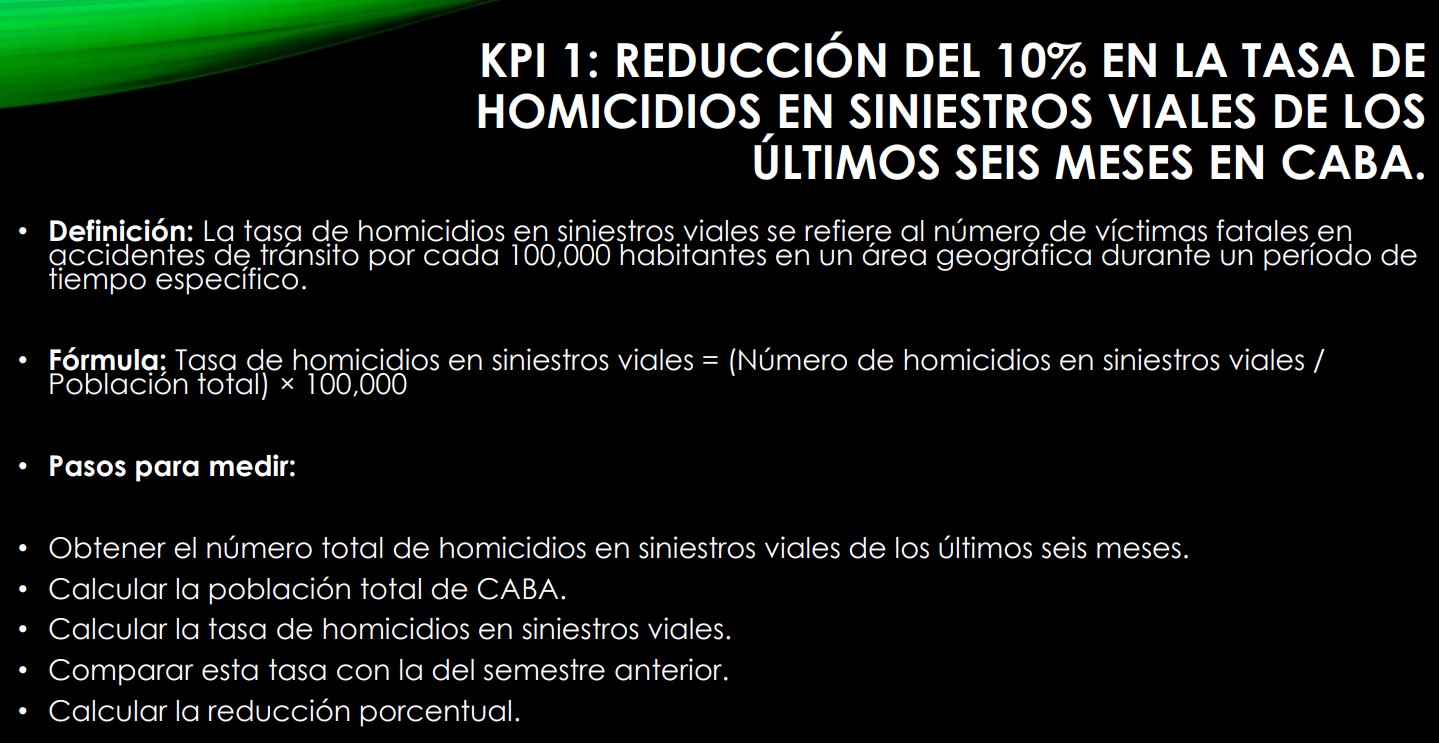 KPI 1: REDUCCIÓN DEL 10% EN LA TASA DE
HOMICIDIOS EN SINIESTROS VIALES DE LOS
ÚLTIMOS SEIS MESES EN CABA.
• Definición: La tasa de homicidios en siniestros viales se refiere al número de víctimas fatales en
accidentes de tránsito por cada 100,000 habitantes en un área geográfica durante un período de
tiempo específico.
• Fórmula: Tasa de homicidios en siniestros viales = (Número de homicidios en siniestros viales /
Población total) × 100,000
• Pasos para medir:
• Obtener el número total de homicidios en siniestros viales de los últimos seis meses.
• Calcular la población total de CABA.
• Calcular la tasa de homicidios en siniestros viales.
• Comparar esta tasa con la del semestre anterior.
• Calcular la reducción porcentual.